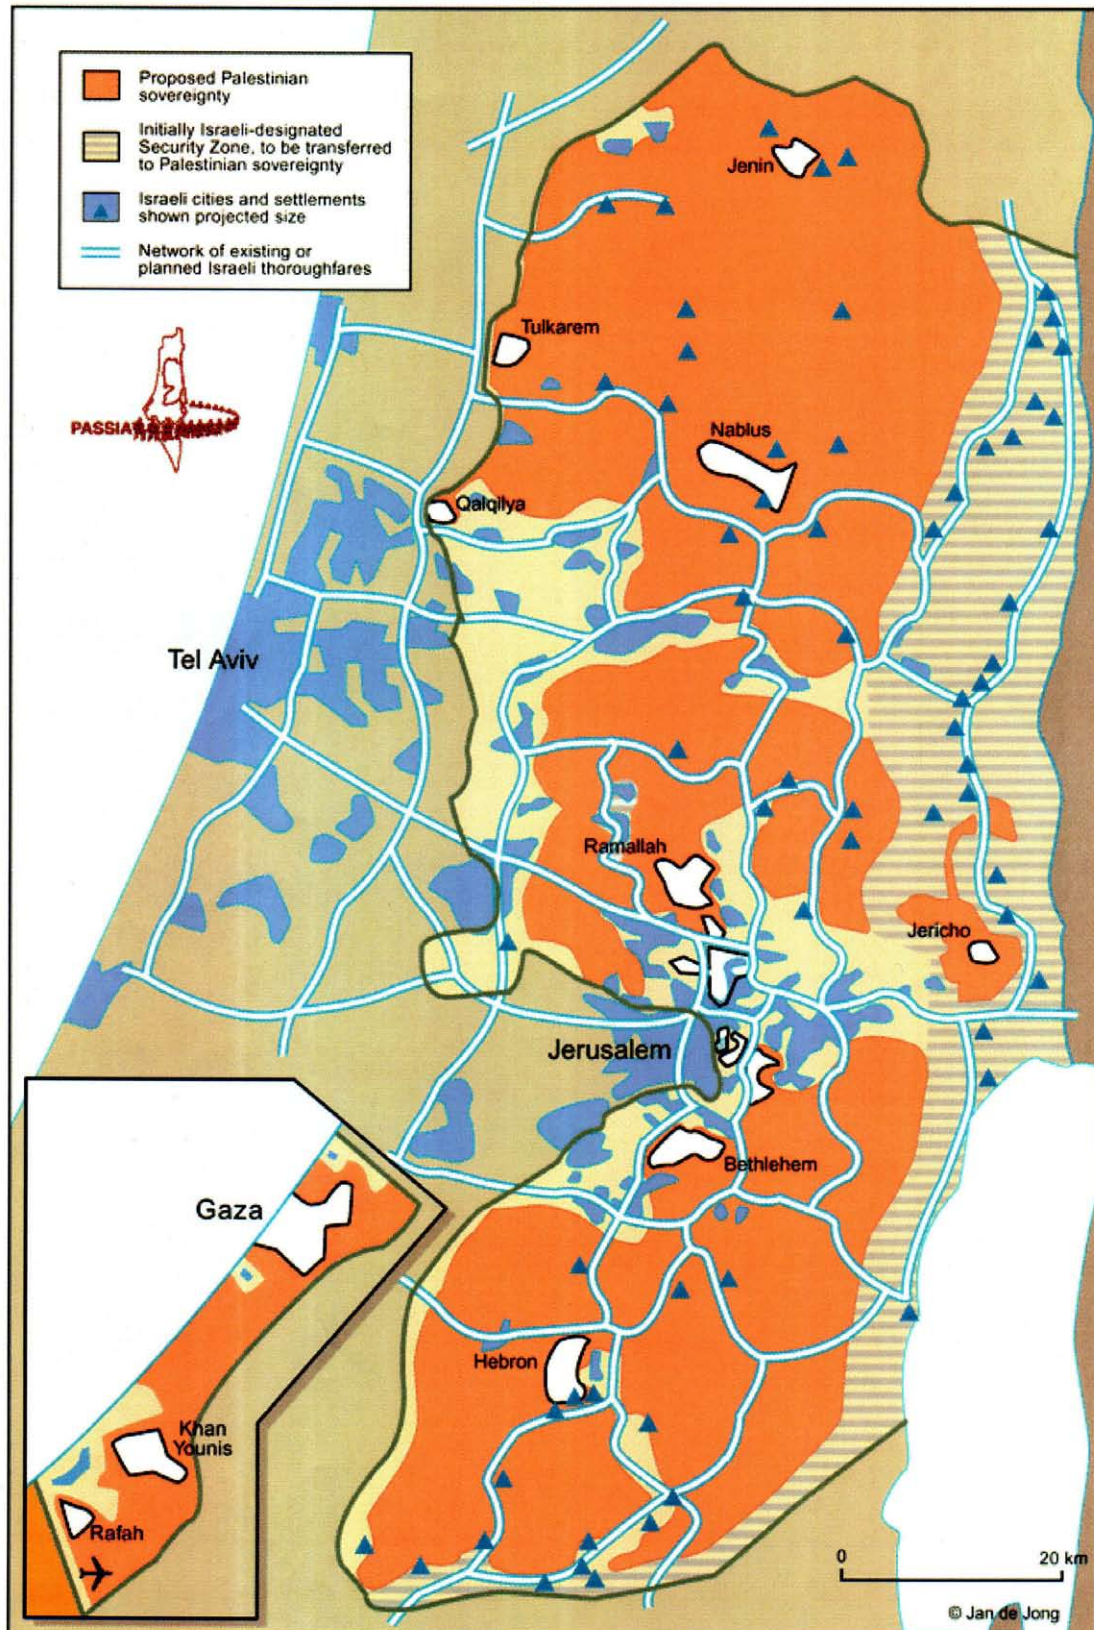 Proposed Palestinian
sovereignty
Initially Israeli-designated
Security Zone, to be transferred
to Palestinian sovereignty
Israeli cities and settlements
shown projected size
Network of existing or
planned Israeli thoroughfares
Jenin
Tulkarem
PASSIA
Nablus
Qalqilya
Tel Aviv
Ramallah
Jericho
Jerusalem
Bethlehem
Gaza
Hebron
Khan
Younis
Rafah
0 20 km
© Jan de Jong